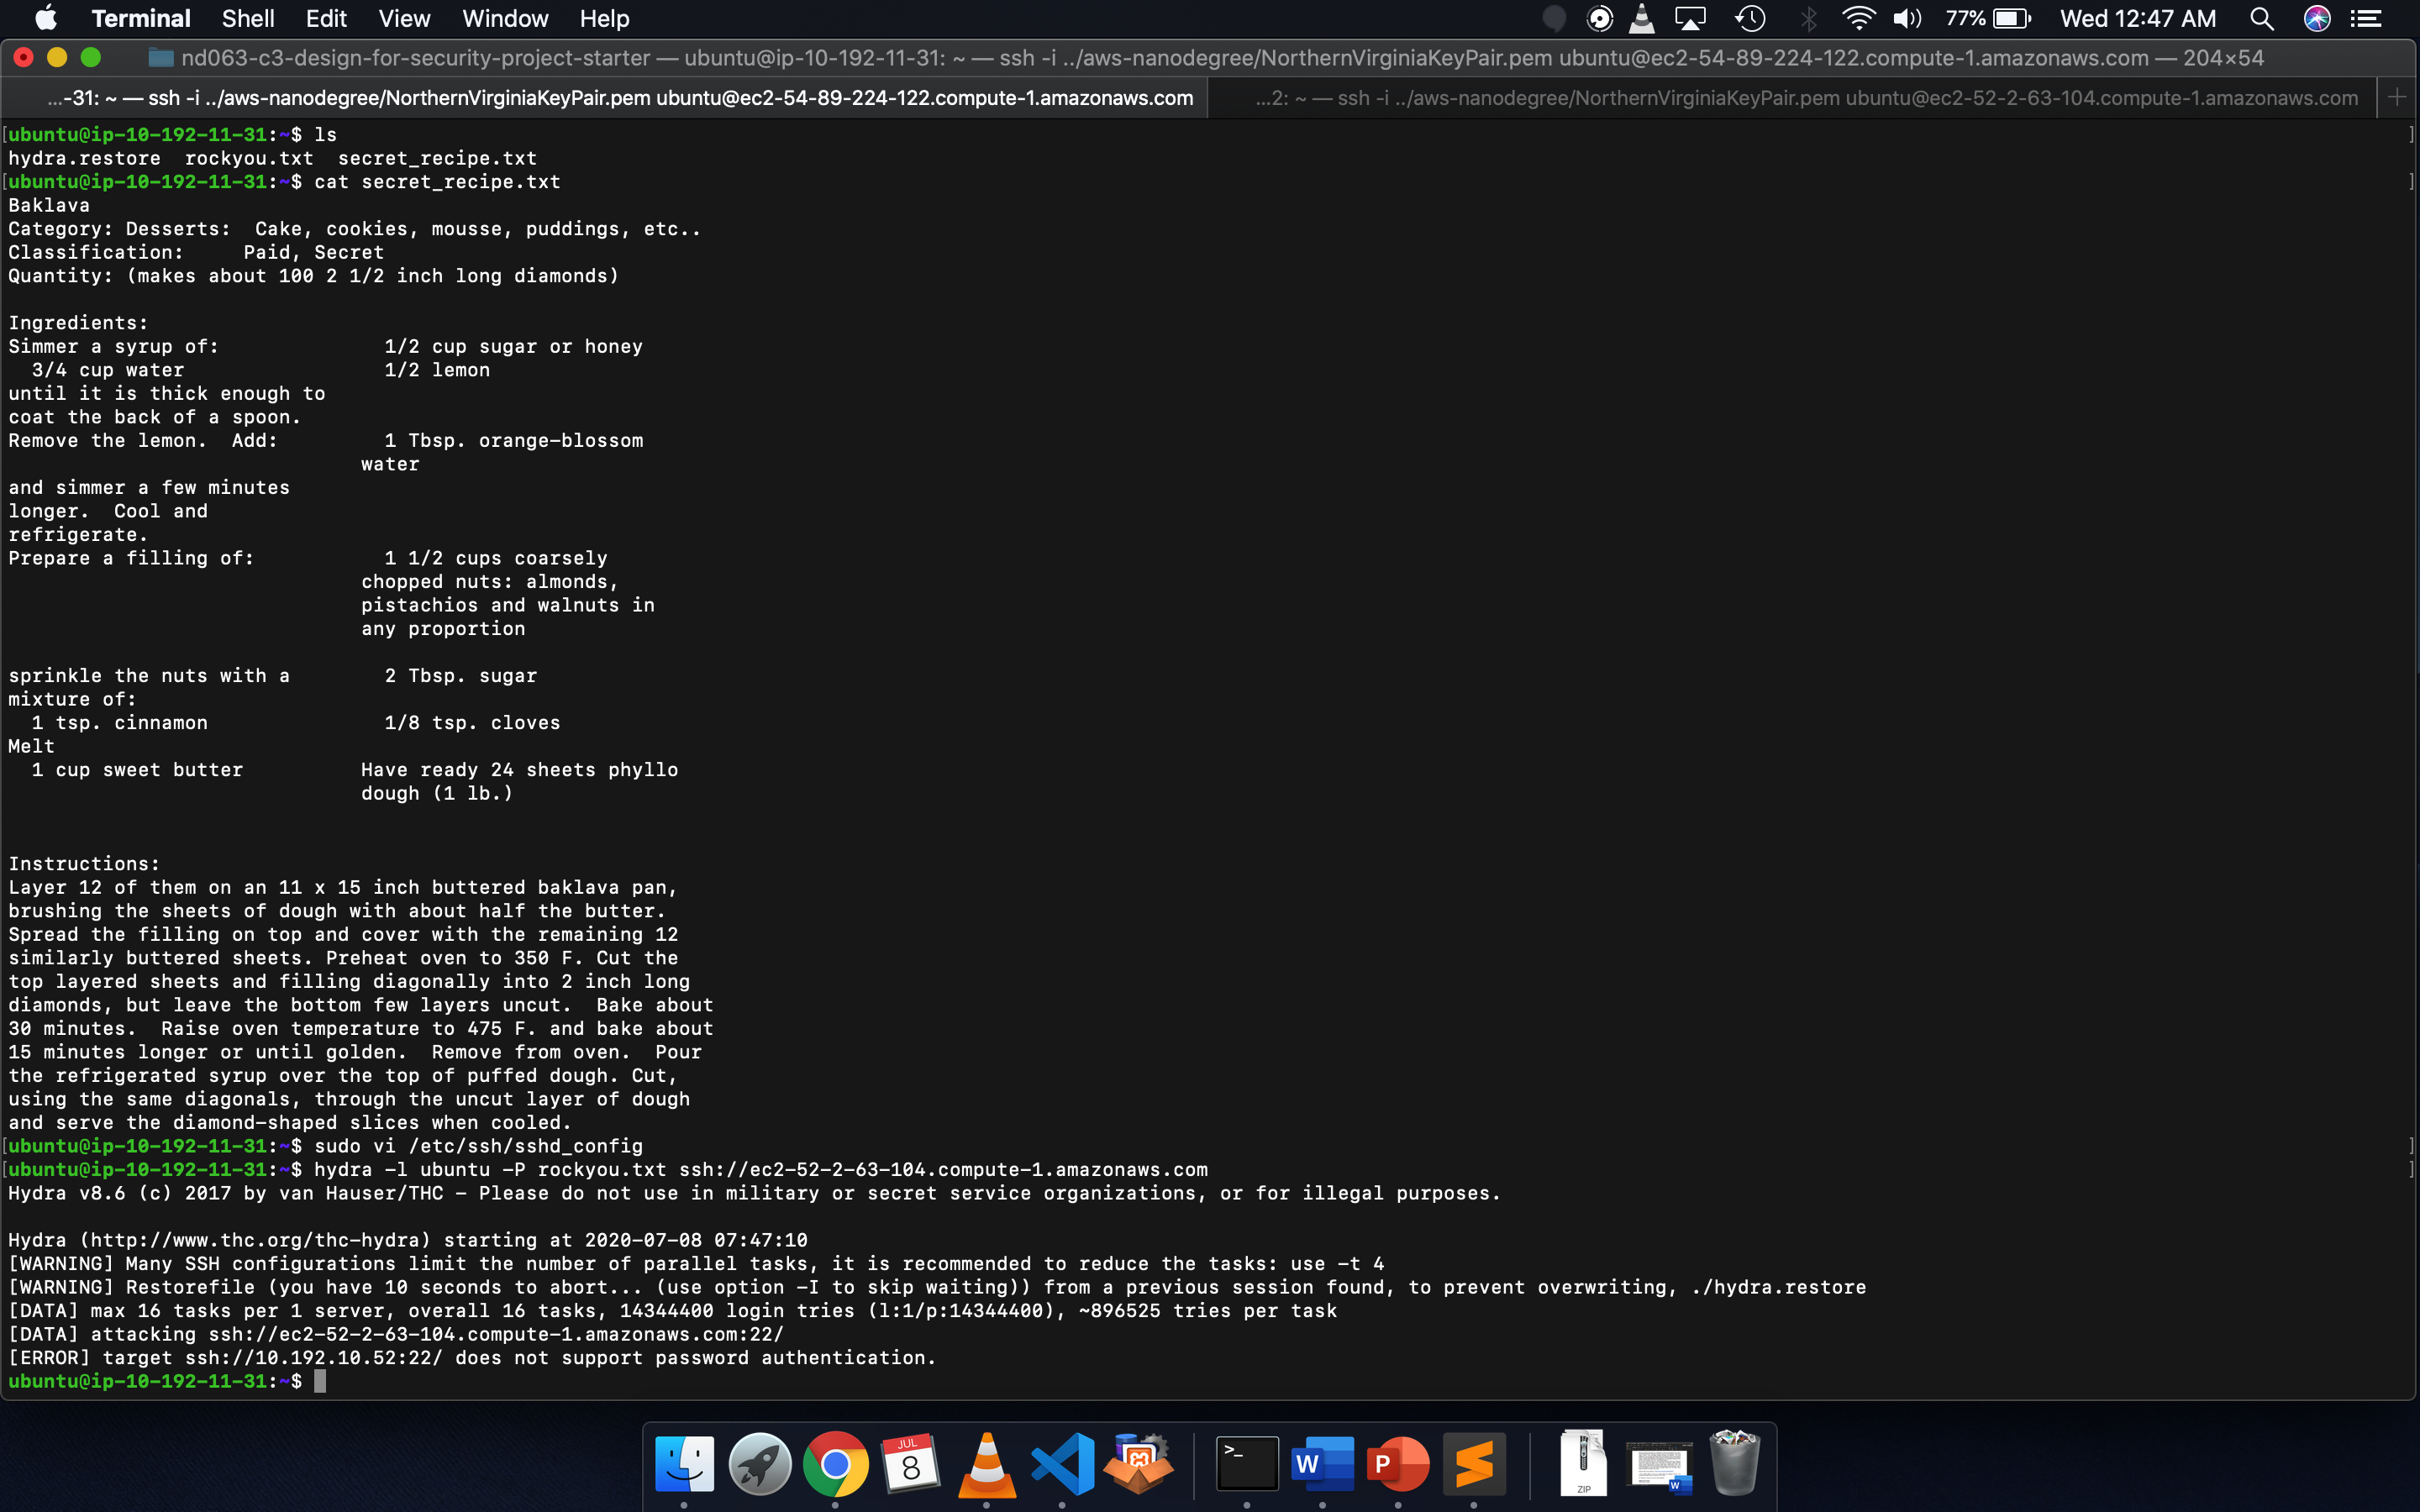 Terminal Shell Edit View Window Help 77% Wed 12:47 AM
nd063-c3-design-for-security-project-starter — ubuntu@ip-10-192-11-31: ~ — ssh -i ../aws-nanodegree/NorthernVirginiaKeyPair.pem ubuntu@ec2-54-89-224-122.compute-1.amazonaws.com — 204×54
...-31: ~ — ssh -i ../aws-nanodegree/NorthernVirginiaKeyPair.pem ubuntu@ec2-54-89-224-122.compute-1.amazonaws.com ...2: ~ — ssh -i ../aws-nanodegree/NorthernVirginiaKeyPair.pem ubuntu@ec2-52-2-63-104.compute-1.amazonaws.com +
[ubuntu@ip-10-192-11-31:~$ ls ]
hydra.restore  rockyou.txt  secret_recipe.txt
[ubuntu@ip-10-192-11-31:~$ cat secret_recipe.txt ]
Baklava
Category: Desserts:  Cake, cookies, mousse, puddings, etc..
Classification:     Paid, Secret
Quantity: (makes about 100 2 1/2 inch long diamonds)
Ingredients:
Simmer a syrup of:              1/2 cup sugar or honey
  3/4 cup water                 1/2 lemon
until it is thick enough to
coat the back of a spoon.
Remove the lemon.  Add:         1 Tbsp. orange-blossom
                              water
and simmer a few minutes
longer.  Cool and
refrigerate.
Prepare a filling of:           1 1/2 cups coarsely
                              chopped nuts: almonds,
                              pistachios and walnuts in
                              any proportion
sprinkle the nuts with a        2 Tbsp. sugar
mixture of:
  1 tsp. cinnamon               1/8 tsp. cloves
Melt
  1 cup sweet butter          Have ready 24 sheets phyllo
                              dough (1 lb.)
Instructions:
Layer 12 of them on an 11 x 15 inch buttered baklava pan,
brushing the sheets of dough with about half the butter.
Spread the filling on top and cover with the remaining 12
similarly buttered sheets. Preheat oven to 350 F. Cut the
top layered sheets and filling diagonally into 2 inch long
diamonds, but leave the bottom few layers uncut.  Bake about
30 minutes.  Raise oven temperature to 475 F. and bake about
15 minutes longer or until golden.  Remove from oven.  Pour
the refrigerated syrup over the top of puffed dough. Cut,
using the same diagonals, through the uncut layer of dough
and serve the diamond-shaped slices when cooled.
[ubuntu@ip-10-192-11-31:~$ sudo vi /etc/ssh/sshd_config ]
[ubuntu@ip-10-192-11-31:~$ hydra -l ubuntu -P rockyou.txt ssh://ec2-52-2-63-104.compute-1.amazonaws.com ]
Hydra v8.6 (c) 2017 by van Hauser/THC - Please do not use in military or secret service organizations, or for illegal purposes.
Hydra (http://www.thc.org/thc-hydra) starting at 2020-07-08 07:47:10
[WARNING] Many SSH configurations limit the number of parallel tasks, it is recommended to reduce the tasks: use -t 4
[WARNING] Restorefile (you have 10 seconds to abort... (use option -I to skip waiting)) from a previous session found, to prevent overwriting, ./hydra.restore
[DATA] max 16 tasks per 1 server, overall 16 tasks, 14344400 login tries (l:1/p:14344400), ~896525 tries per task
[DATA] attacking ssh://ec2-52-2-63-104.compute-1.amazonaws.com:22/
[ERROR] target ssh://10.192.10.52:22/ does not support password authentication.
ubuntu@ip-10-192-11-31:~$
JUL
8
>_
W
P
ZIP
W